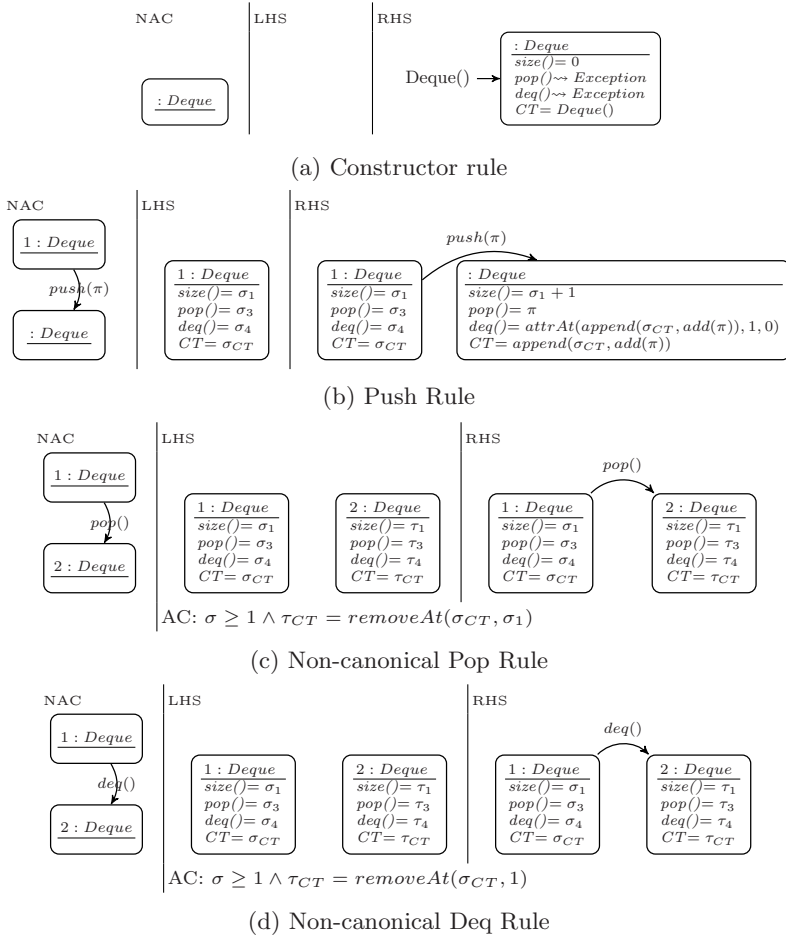 NAC LHS RHS
: Deque
Deque()
: Deque
size()= 0
pop()⇝ Exception
deq()⇝ Exception
CT= Deque()
(a) Constructor rule
NAC LHS RHS
1 : Deque
push(π)
: Deque
1 : Deque
size()= σ1
pop()= σ3
deq()= σ4
CT= σCT
1 : Deque
size()= σ1
pop()= σ3
deq()= σ4
CT= σCT
push(π)
: Deque
size()= σ1 + 1
pop()= π
deq()= attrAt(append(σCT, add(π)), 1, 0)
CT= append(σCT, add(π))
(b) Push Rule
NAC LHS RHS
1 : Deque
pop()
2 : Deque
1 : Deque
size()= σ1
pop()= σ3
deq()= σ4
CT= σCT
2 : Deque
size()= τ1
pop()= τ3
deq()= τ4
CT= τCT
pop()
1 : Deque
size()= σ1
pop()= σ3
deq()= σ4
CT= σCT
2 : Deque
size()= τ1
pop()= τ3
deq()= τ4
CT= τCT
AC: σ ≥ 1 ∧ τCT = removeAt(σCT, σ1)
(c) Non-canonical Pop Rule
NAC LHS RHS
1 : Deque
deq()
2 : Deque
1 : Deque
size()= σ1
pop()= σ3
deq()= σ4
CT= σCT
2 : Deque
size()= τ1
pop()= τ3
deq()= τ4
CT= τCT
deq()
1 : Deque
size()= σ1
pop()= σ3
deq()= σ4
CT= σCT
2 : Deque
size()= τ1
pop()= τ3
deq()= τ4
CT= τCT
AC: σ ≥ 1 ∧ τCT = removeAt(σCT, 1)
(d) Non-canonical Deq Rule